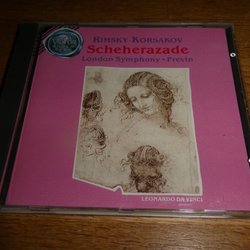 RIMSKY-KORSAKOV
Scheherazade
London Symphony • Previn
LEONARDO DA VINCI